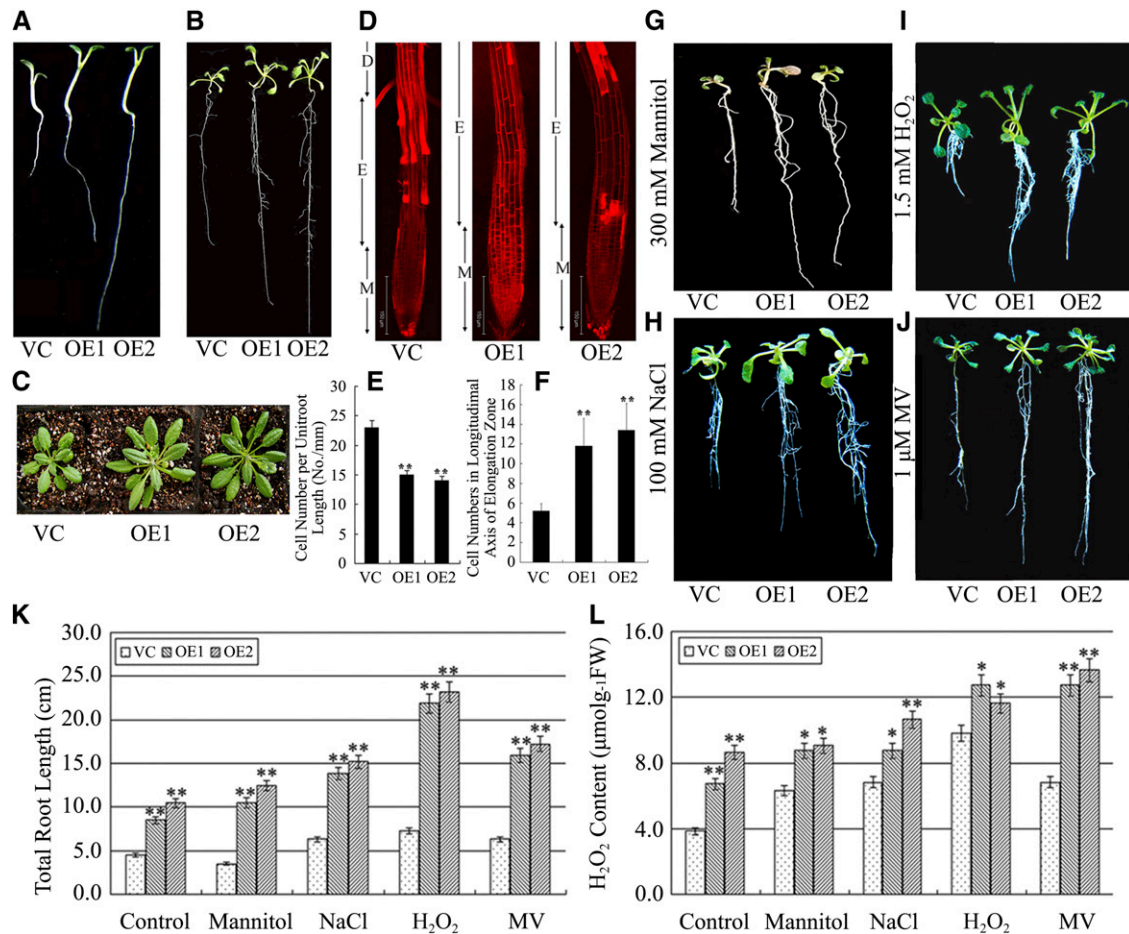 A
VC OE1 OE2
B
VC OE1 OE2
C
VC OE1 OE2
D
D
E
M
VC
E
M
OE1
E
M
OE2
E
Cell Number per Unitroot
Length (No./mm)
30
25
20
15
10
5
0
** **
VC OE1 OE2
F
Cell Numbers in Longitudimal
Axis of Elongation Zone
18
16
14
12
10
8
6
4
2
0
** **
VC OE1 OE2
G
300 mM Mannitol
VC OE1 OE2
H
100 mM NaCl
VC OE1 OE2
I
1.5 mM H₂O₂
VC OE1 OE2
J
1 μM MV
VC OE1 OE2
K
Total Root Length (cm)
30.0
25.0
20.0
15.0
10.0
5.0
0.0
VC OE1 OE2
** ** ** ** ** ** ** ** ** **
Control Mannitol NaCl H₂O₂ MV
L
H₂O₂ Content (μmolg-1FW)
16.0
12.0
8.0
4.0
0.0
VC OE1 OE2
** ** * * * ** * * ** **
Control Mannitol NaCl H₂O₂ MV